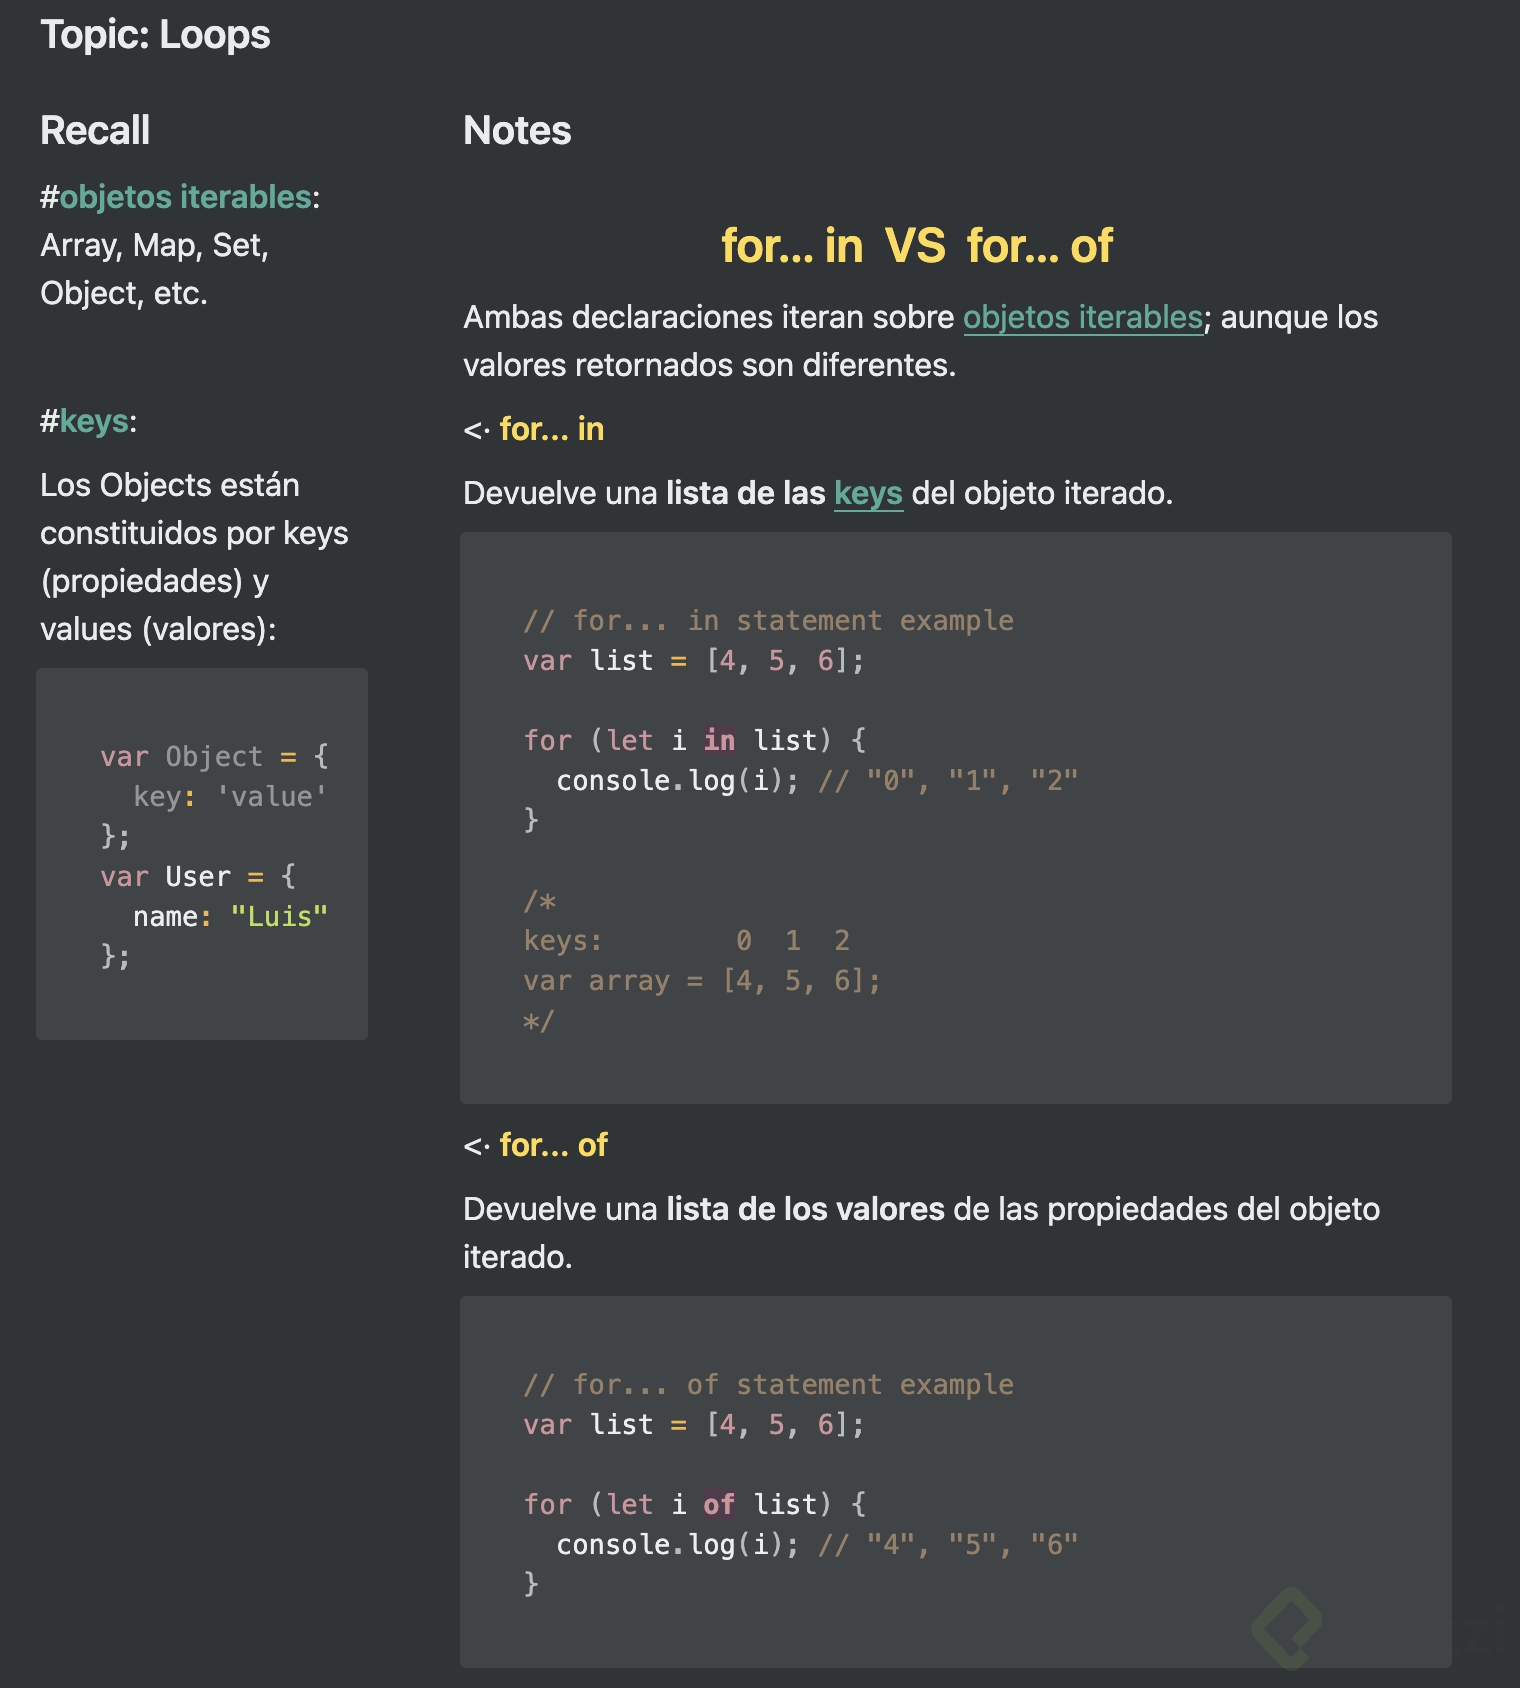 Topic: Loops
Recall
#objetos iterables:
Array, Map, Set,
Object, etc.
#keys:
Los Objects están
constituidos por keys
(propiedades) y
values (valores):
var Object = {
  key: 'value'
};
var User = {
  name: "Luis"
};
Notes
for... in VS for... of
Ambas declaraciones iteran sobre objetos iterables; aunque los
valores retornados son diferentes.
<· for... in
Devuelve una lista de las keys del objeto iterado.
// for... in statement example
var list = [4, 5, 6];
for (let i in list) {
  console.log(i); // "0", "1", "2"
}
/*
keys:        0  1  2
var array = [4, 5, 6];
*/
<· for... of
Devuelve una lista de los valores de las propiedades del objeto
iterado.
// for... of statement example
var list = [4, 5, 6];
for (let i of list) {
  console.log(i); // "4", "5", "6"
}
Platzi